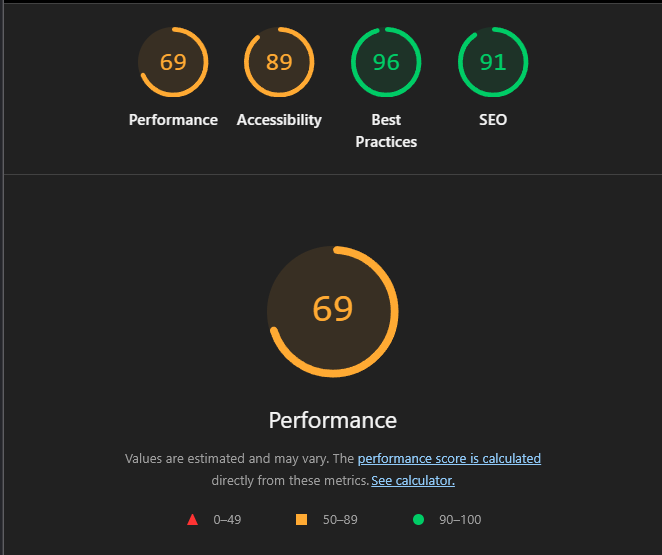 69 89 96 91
Performance Accessibility Best Practices SEO
69
Performance
Values are estimated and may vary. The performance score is calculated
directly from these metrics. See calculator.
0–49 50–89 90–100